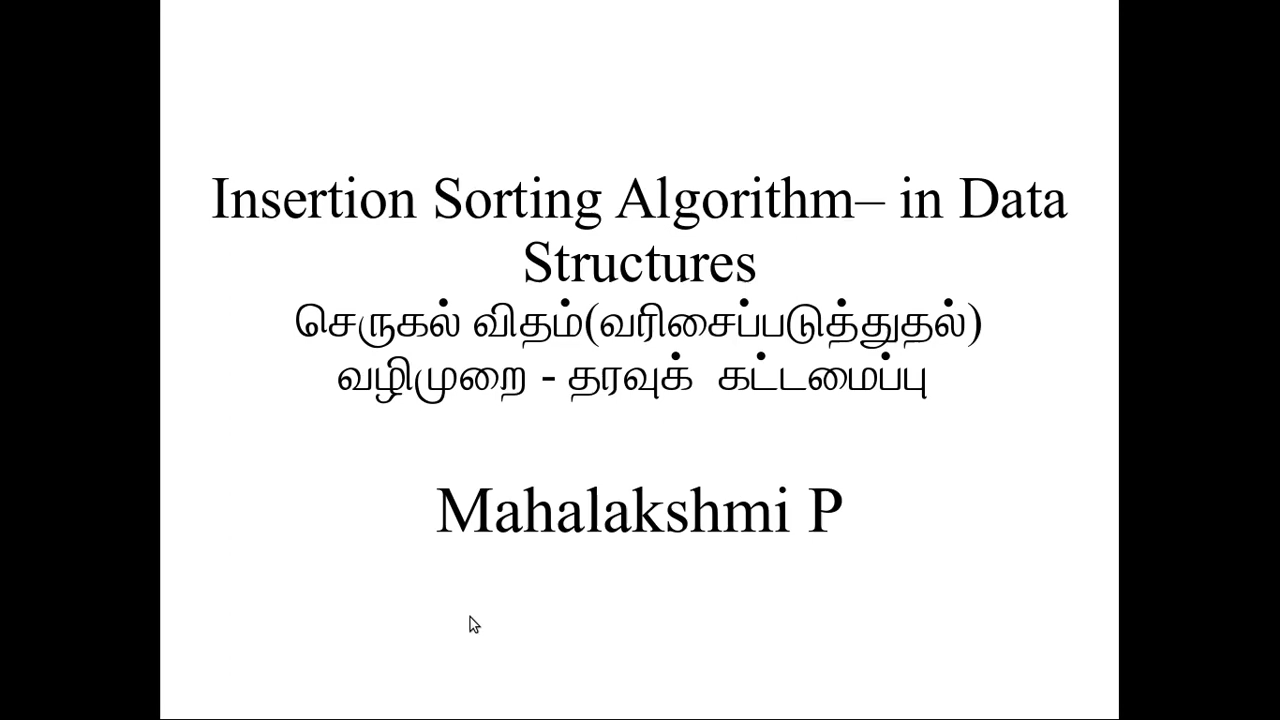 Insertion Sorting Algorithm– in Data
Structures
செருகல் விதம்(வரிசைப்படுத்துதல்)
வழிமுறை - தரவுக் கட்டமைப்பு
Mahalakshmi P